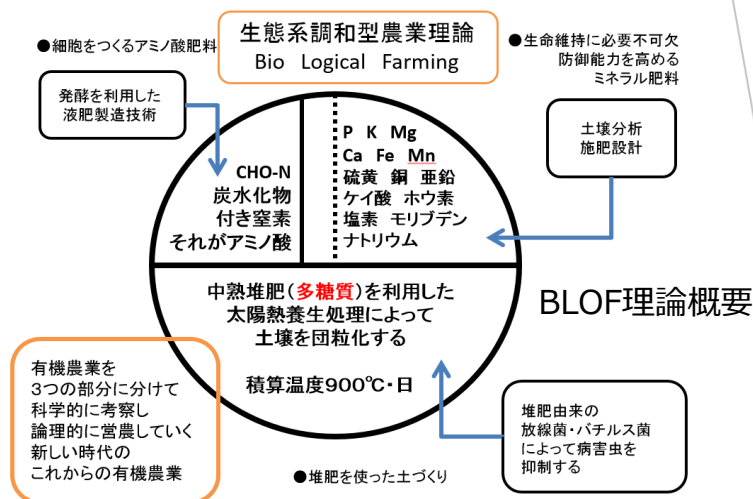 生態系調和型農業理論
Bio Logical Farming
●細胞をつくるアミノ酸肥料
●生命維持に必要不可欠
防御能力を高める
ミネラル肥料
発酵を利用した
液肥製造技術
土壌分析
施肥設計
CHO-N
炭水化物
付き窒素
それがアミノ酸
P K Mg
Ca Fe Mn
硫黄 銅 亜鉛
ケイ酸 ホウ素
塩素 モリブデン
ナトリウム
中熟堆肥(多糖質)を利用した
太陽熱養生処理によって
土壌を団粒化する
積算温度900℃・日
BLOF理論概要
有機農業を
3つの部分に分けて
科学的に考察し
論理的に営農していく
新しい時代の
これからの有機農業
堆肥由来の
放線菌・バチルス菌
によって病害虫を
抑制する
●堆肥を使った土づくり